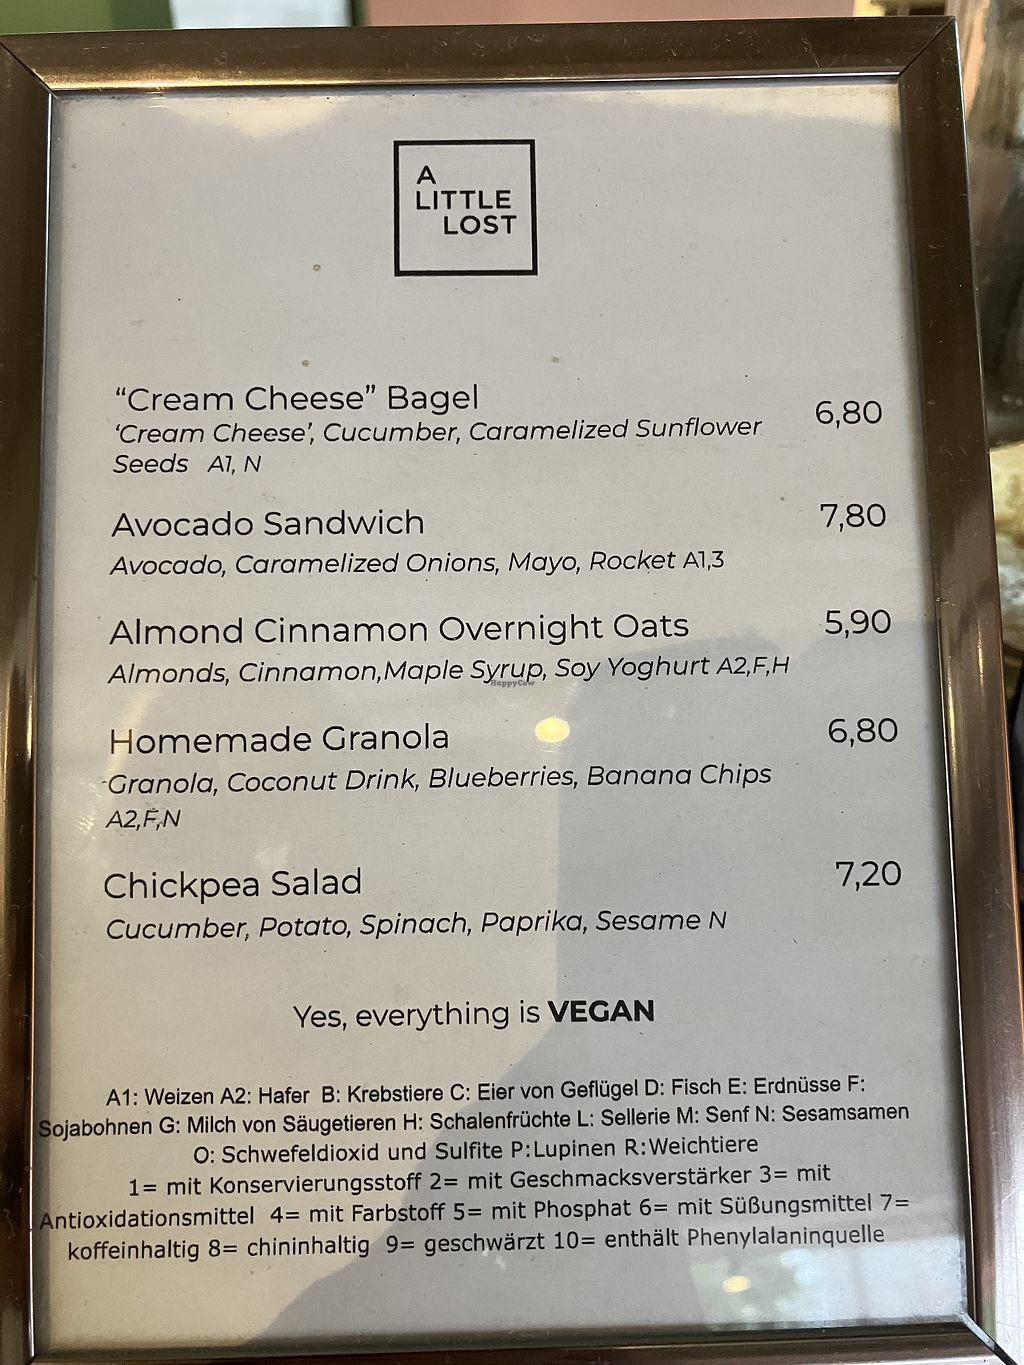 A
LITTLE
LOST
“Cream Cheese” Bagel 6,80
‘Cream Cheese’, Cucumber, Caramelized Sunflower
Seeds A1, N
Avocado Sandwich 7,80
Avocado, Caramelized Onions, Mayo, Rocket A1,3
Almond Cinnamon Overnight Oats 5,90
Almonds, Cinnamon,Maple Syrup, Soy Yoghurt A2,F,H
HappyCow
Homemade Granola 6,80
Granola, Coconut Drink, Blueberries, Banana Chips
A2,F,N
Chickpea Salad 7,20
Cucumber, Potato, Spinach, Paprika, Sesame N
Yes, everything is VEGAN
A1: Weizen A2: Hafer B: Krebstiere C: Eier von Geflügel D: Fisch E: Erdnüsse F:
Sojabohnen G: Milch von Säugetieren H: Schalenfrüchte L: Sellerie M: Senf N: Sesamsamen
O: Schwefeldioxid und Sulfite P:Lupinen R:Weichtiere
1= mit Konservierungsstoff 2= mit Geschmacksverstärker 3= mit
Antioxidationsmittel 4= mit Farbstoff 5= mit Phosphat 6= mit Süßungsmittel 7=
koffeinhaltig 8= chininhaltig 9= geschwärzt 10= enthält Phenylalaninquelle